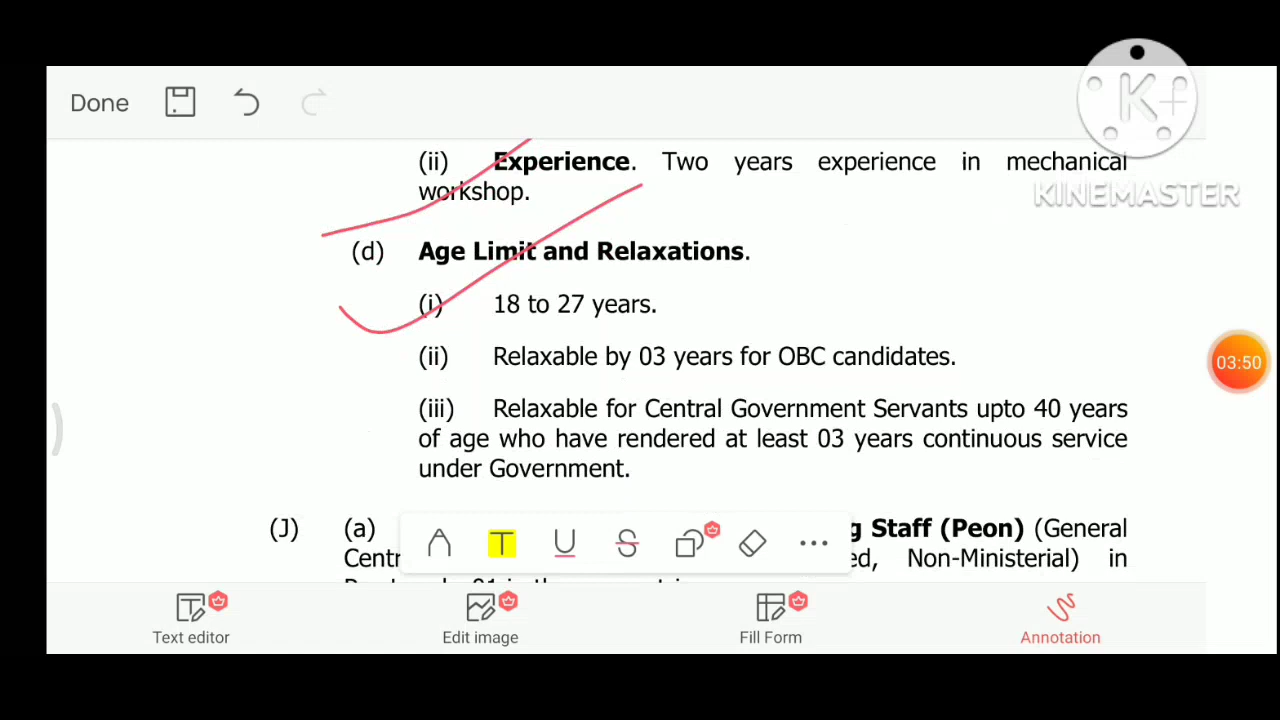 Done
KINEMASTER
(ii) Experience. Two years experience in mechanical
workshop.
(d) Age Limit and Relaxations.
(i) 18 to 27 years.
(ii) Relaxable by 03 years for OBC candidates.
03:50
(iii) Relaxable for Central Government Servants upto 40 years
of age who have rendered at least 03 years continuous service
under Government.
(J) (a) Staff (Peon) (General
Non-Ministerial) in
Text editor
Edit image
Fill Form
Annotation